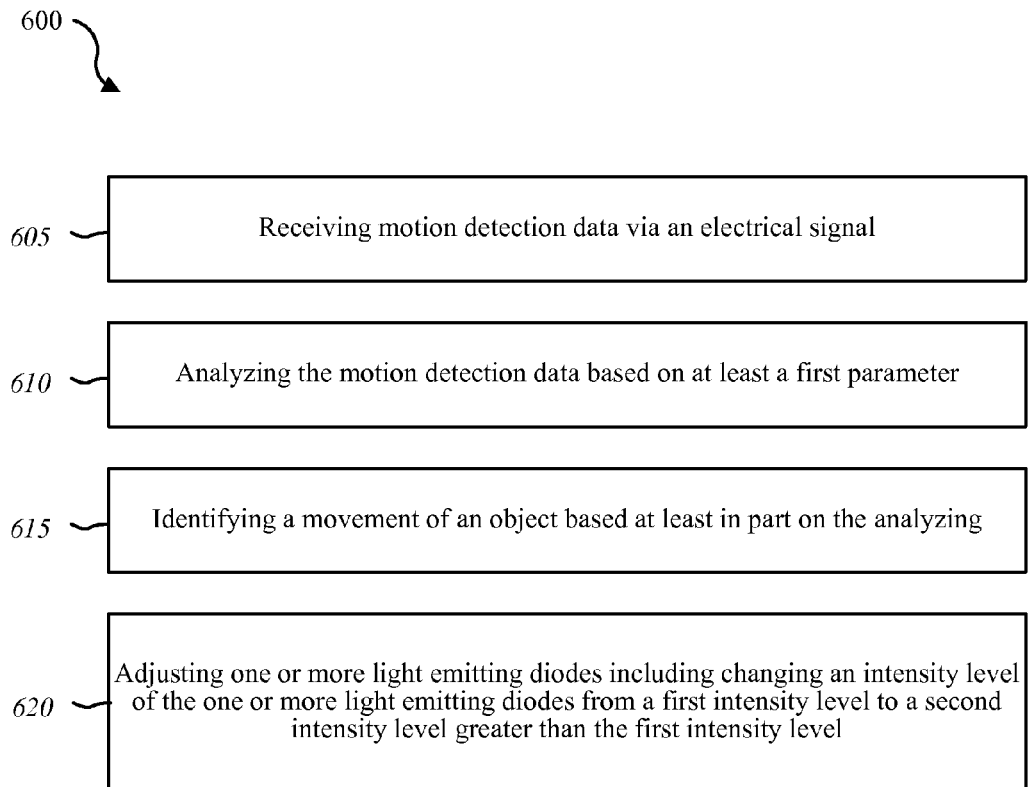 600
605
Receiving motion detection data via an electrical signal
610
Analyzing the motion detection data based on at least a first parameter
615
Identifying a movement of an object based at least in part on the analyzing
620
Adjusting one or more light emitting diodes including changing an intensity level
of the one or more light emitting diodes from a first intensity level to a second
intensity level greater than the first intensity level